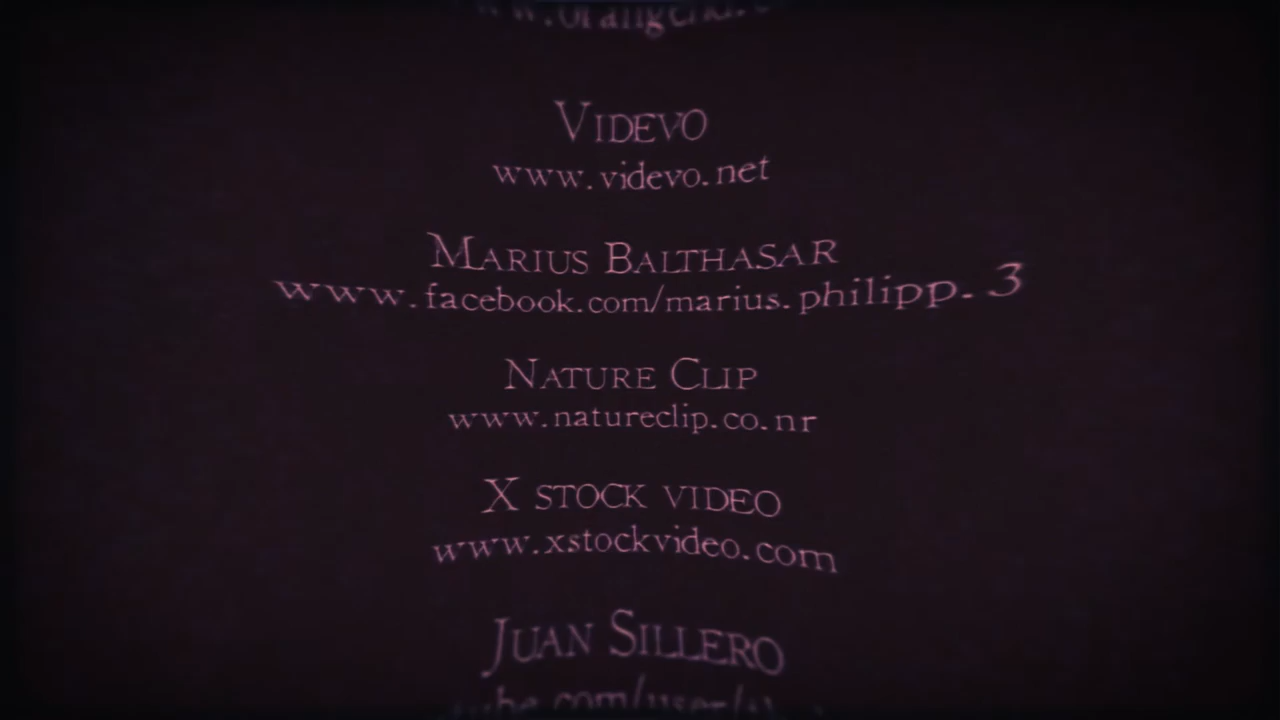 VIDEVO
www.videvo.net
MARIUS BALTHASAR
www.facebook.com/marius.philipp.3
NATURE CLIP
www.natureclip.co.nr
X STOCK VIDEO
www.xstockvideo.com
JUAN SILLERO